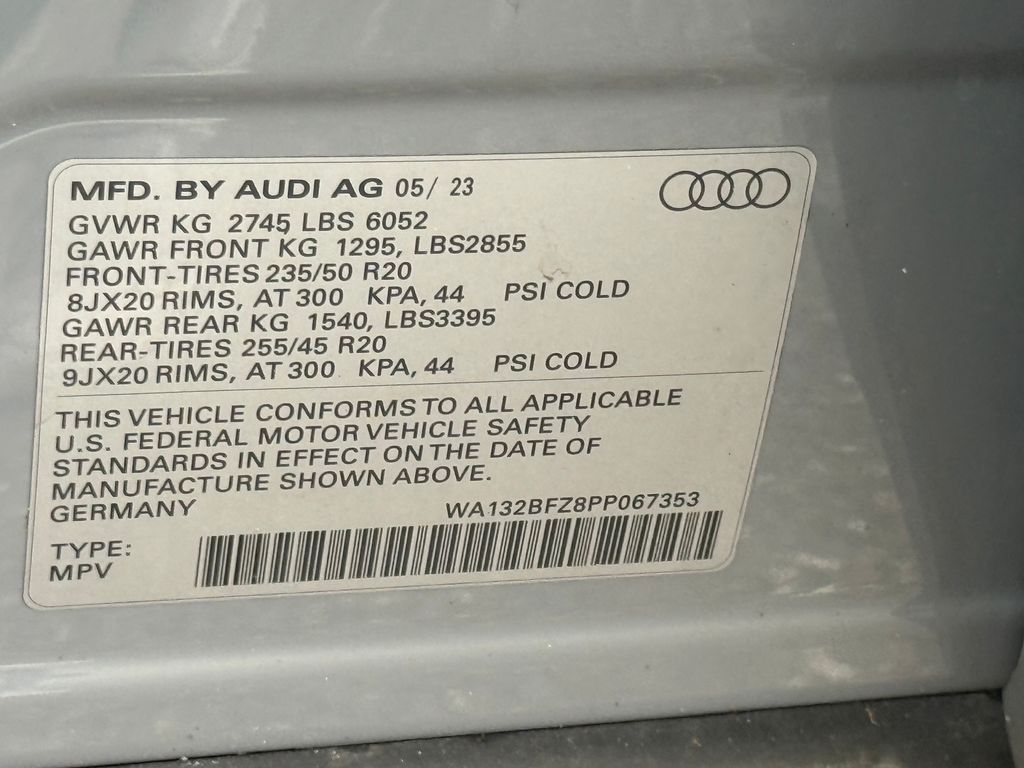 MFD. BY AUDI AG 05/ 23
GVWR KG 2745 LBS 6052
GAWR FRONT KG 1295, LBS2855
FRONT-TIRES 235/50 R20
8JX20 RIMS, AT 300 KPA, 44 PSI COLD
GAWR REAR KG 1540, LBS3395
REAR-TIRES 255/45 R20
9JX20 RIMS, AT 300 KPA, 44 PSI COLD
THIS VEHICLE CONFORMS TO ALL APPLICABLE
U.S. FEDERAL MOTOR VEHICLE SAFETY
STANDARDS IN EFFECT ON THE DATE OF
MANUFACTURE SHOWN ABOVE.
GERMANY WA132BFZ8PP067353
TYPE:
MPV